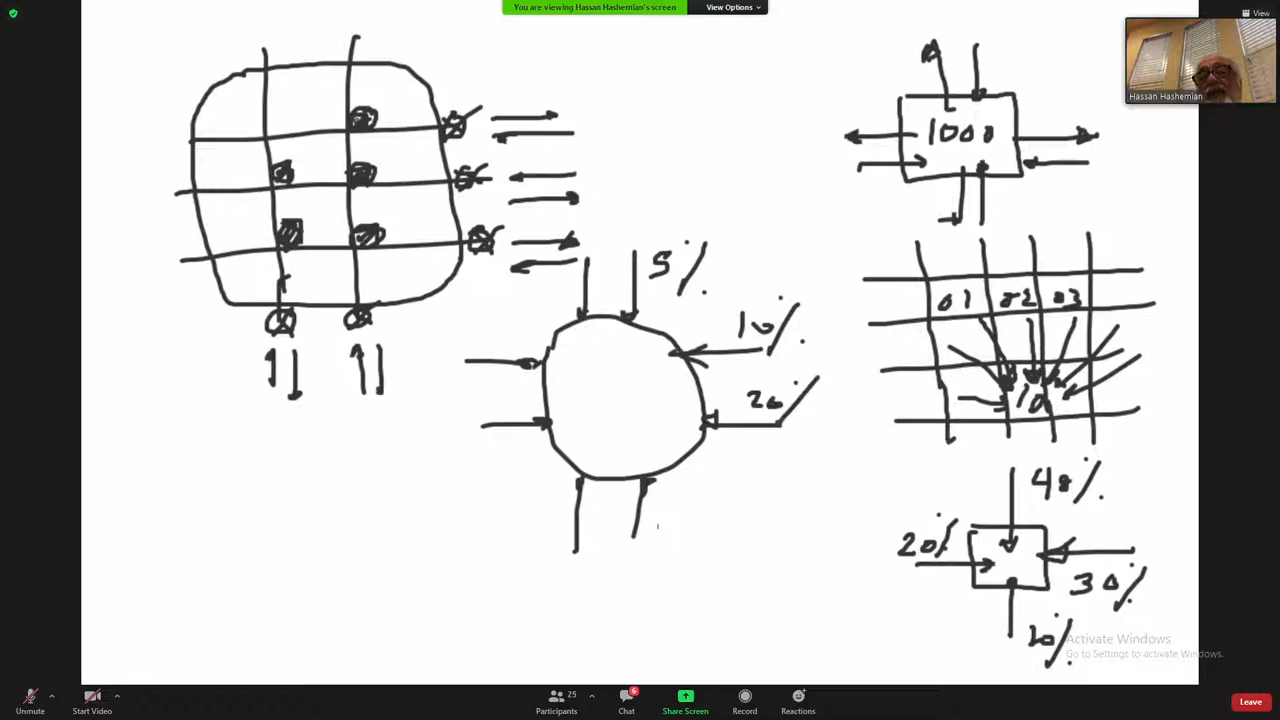 You are viewing Hassan Hashemian's screen
View Options
View
Hassan Hashemian
1000
5%
10%
20%
01 02 03
10
40%
20%
30%
20%
Activate Windows
Go to Settings to activate Windows.
Unmute
Start Video
25
Participants
6
Chat
Share Screen
Record
Reactions
Leave